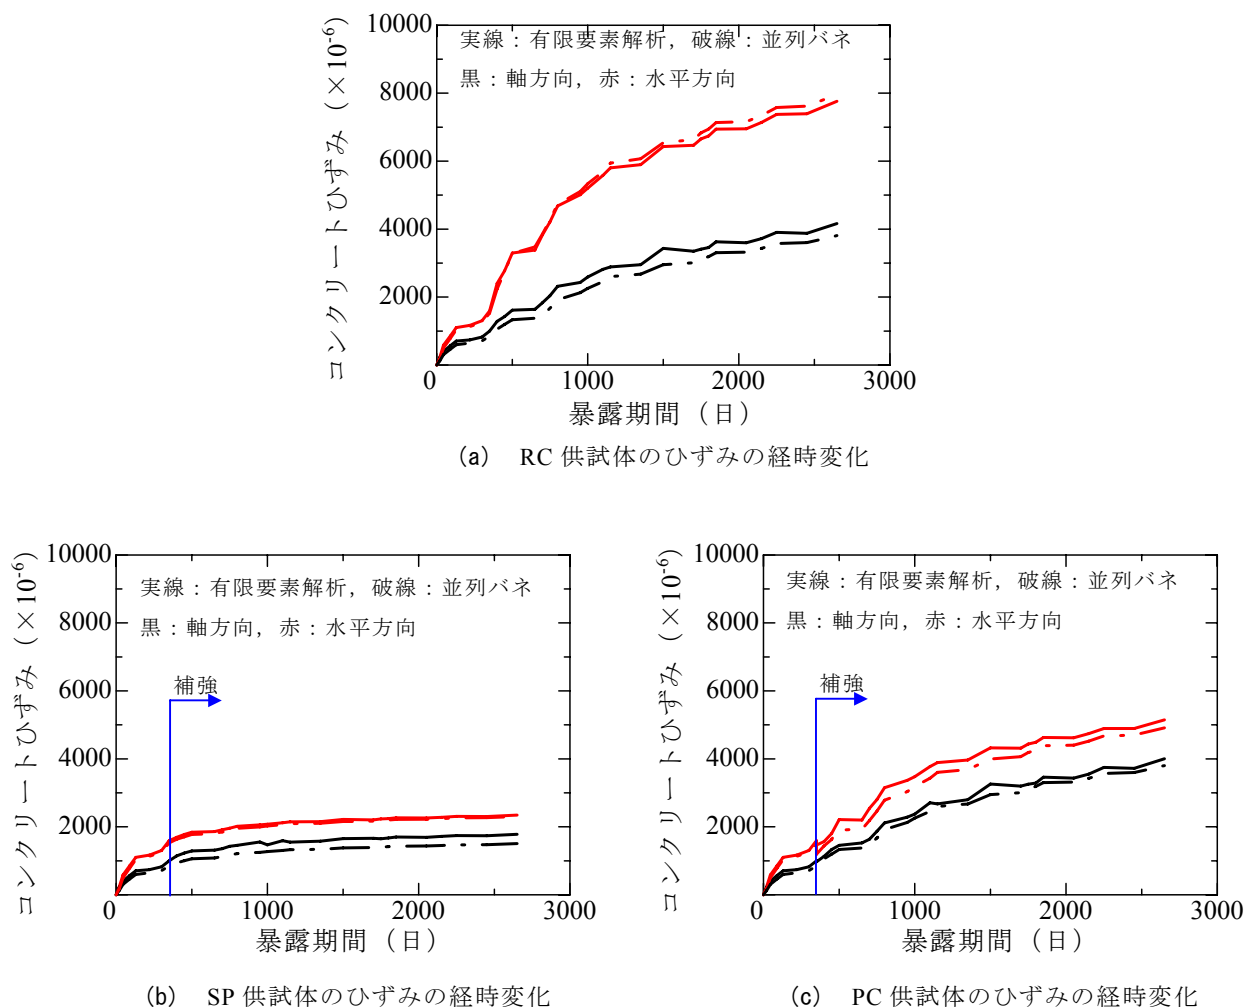 コンクリートひずみ（×10⁻⁶）
10000
8000
6000
4000
2000
実線：有限要素解析，破線：並列バネ
黒：軸方向，赤：水平方向
0 1000 2000 3000
暴露期間（日）
(a) RC 供試体のひずみの経時変化
コンクリートひずみ（×10⁻⁶）
10000
8000
6000
4000
2000
実線：有限要素解析，破線：並列バネ
黒：軸方向，赤：水平方向
補強
0 1000 2000 3000
暴露期間（日）
(b) SP 供試体のひずみの経時変化
コンクリートひずみ（×10⁻⁶）
10000
8000
6000
4000
2000
実線：有限要素解析，破線：並列バネ
黒：軸方向，赤：水平方向
補強
0 1000 2000 3000
暴露期間（日）
(c) PC 供試体のひずみの経時変化